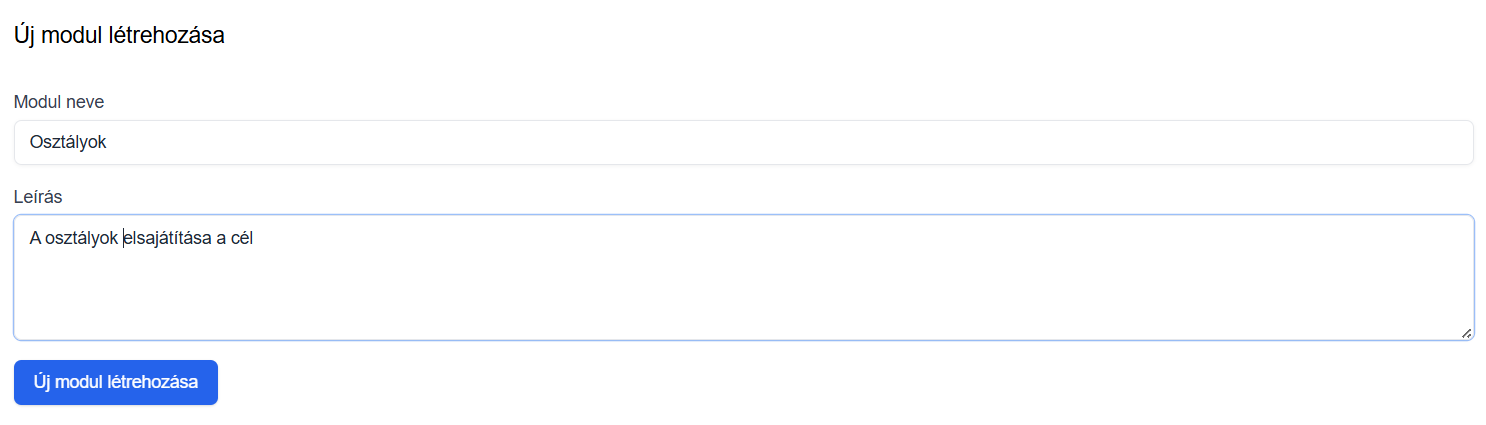 Új modul létrehozása
Modul neve
Osztályok
Leírás
A osztályok elsajátítása a cél
Új modul létrehozása